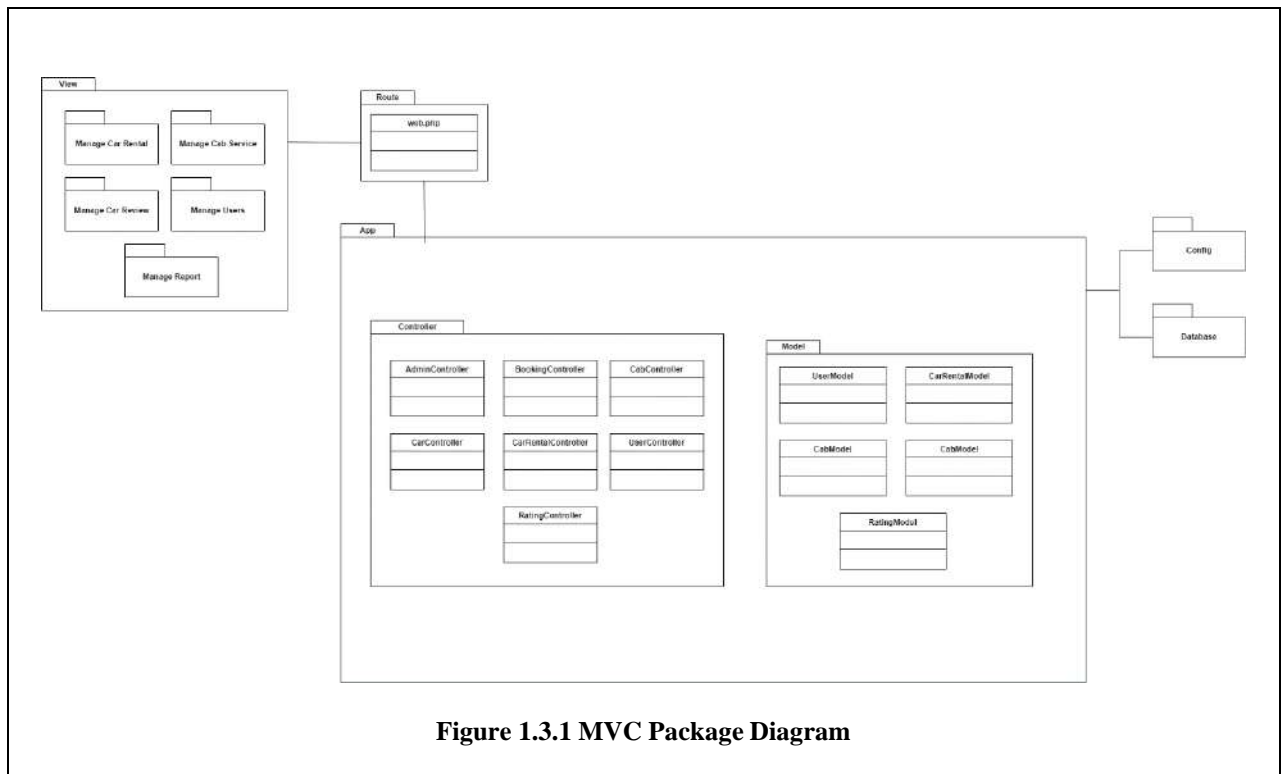 View
Manage Car Rental
Manage Cab Service
Manage Car Review
Manage Users
Manage Report
Route
web.php
App
Controller
AdminController
BookingController
CabController
CarController
CarRentalController
UserController
RatingController
Model
UserModel
CarRentalModel
CabModel
CabModel
RatingModul
Config
Database
Figure 1.3.1 MVC Package Diagram